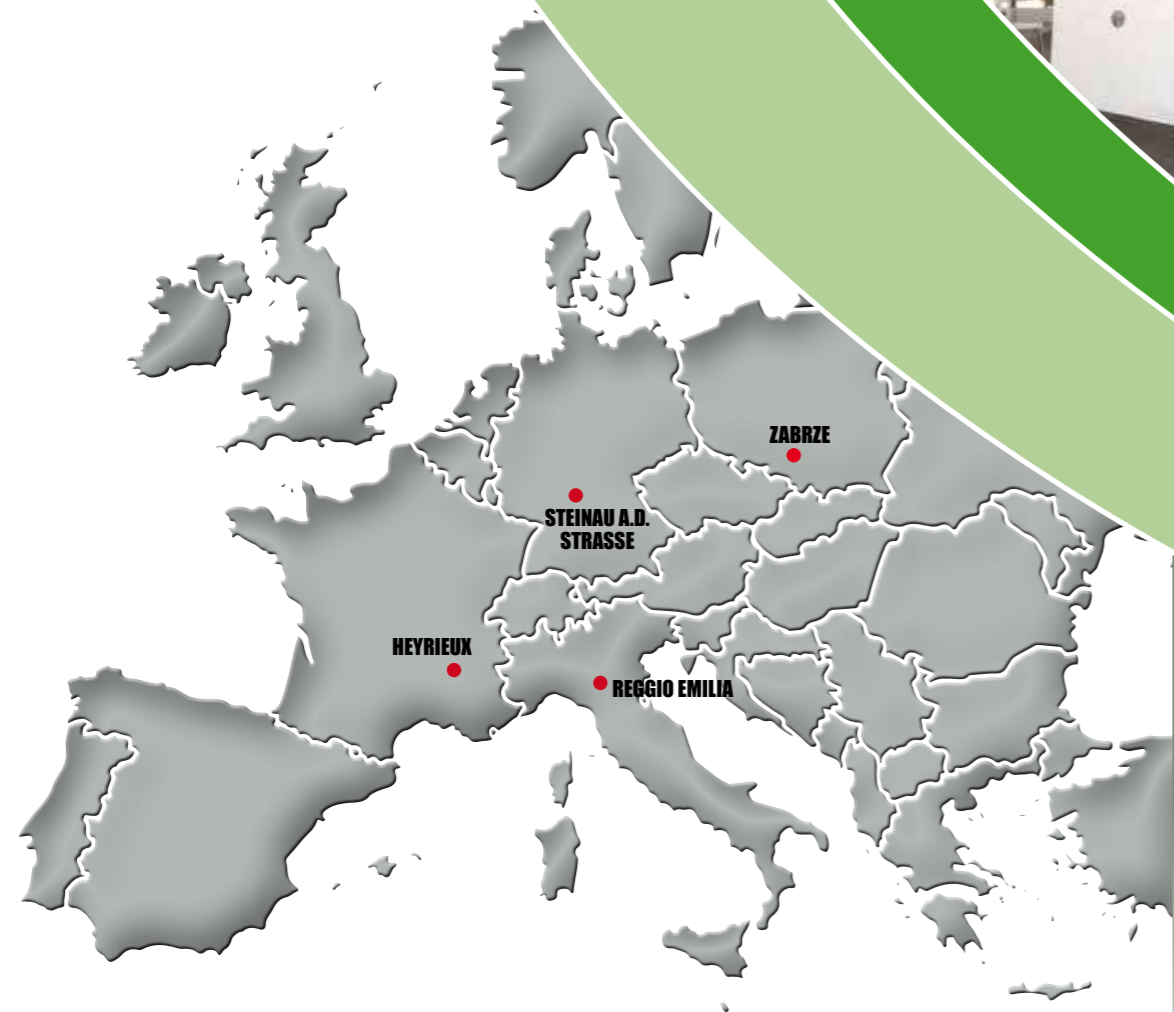 ZABRZE
STEINAU A.D.
STRASSE
HEYRIEUX
REGGIO EMILIA